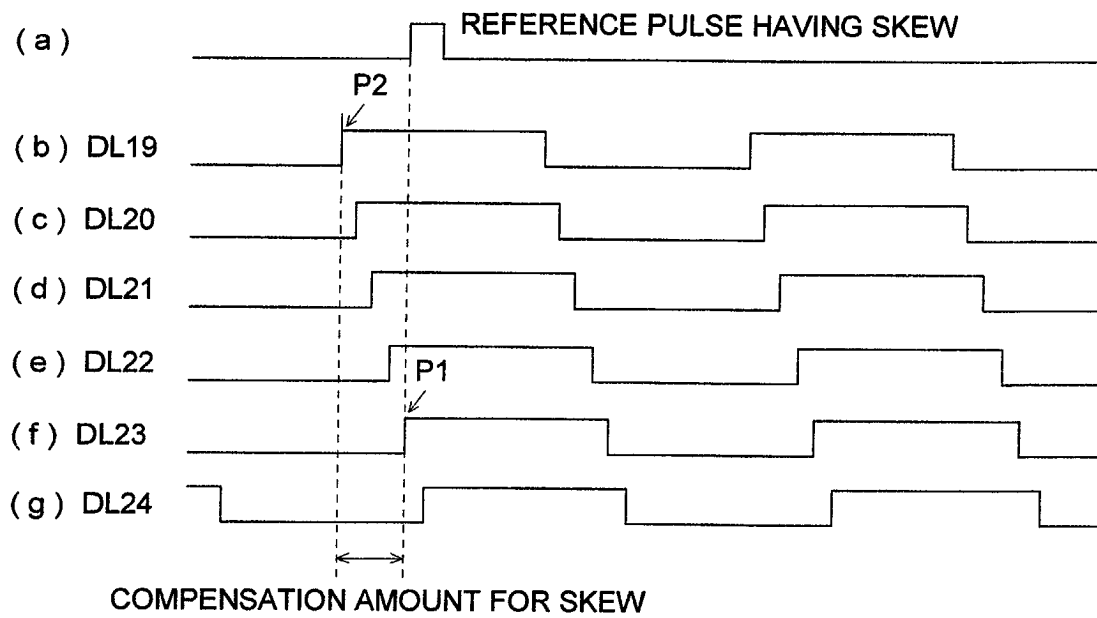 (a) REFERENCE PULSE HAVING SKEW
P2
(b) DL19
(c) DL20
(d) DL21
(e) DL22
P1
(f) DL23
(g) DL24
COMPENSATION AMOUNT FOR SKEW